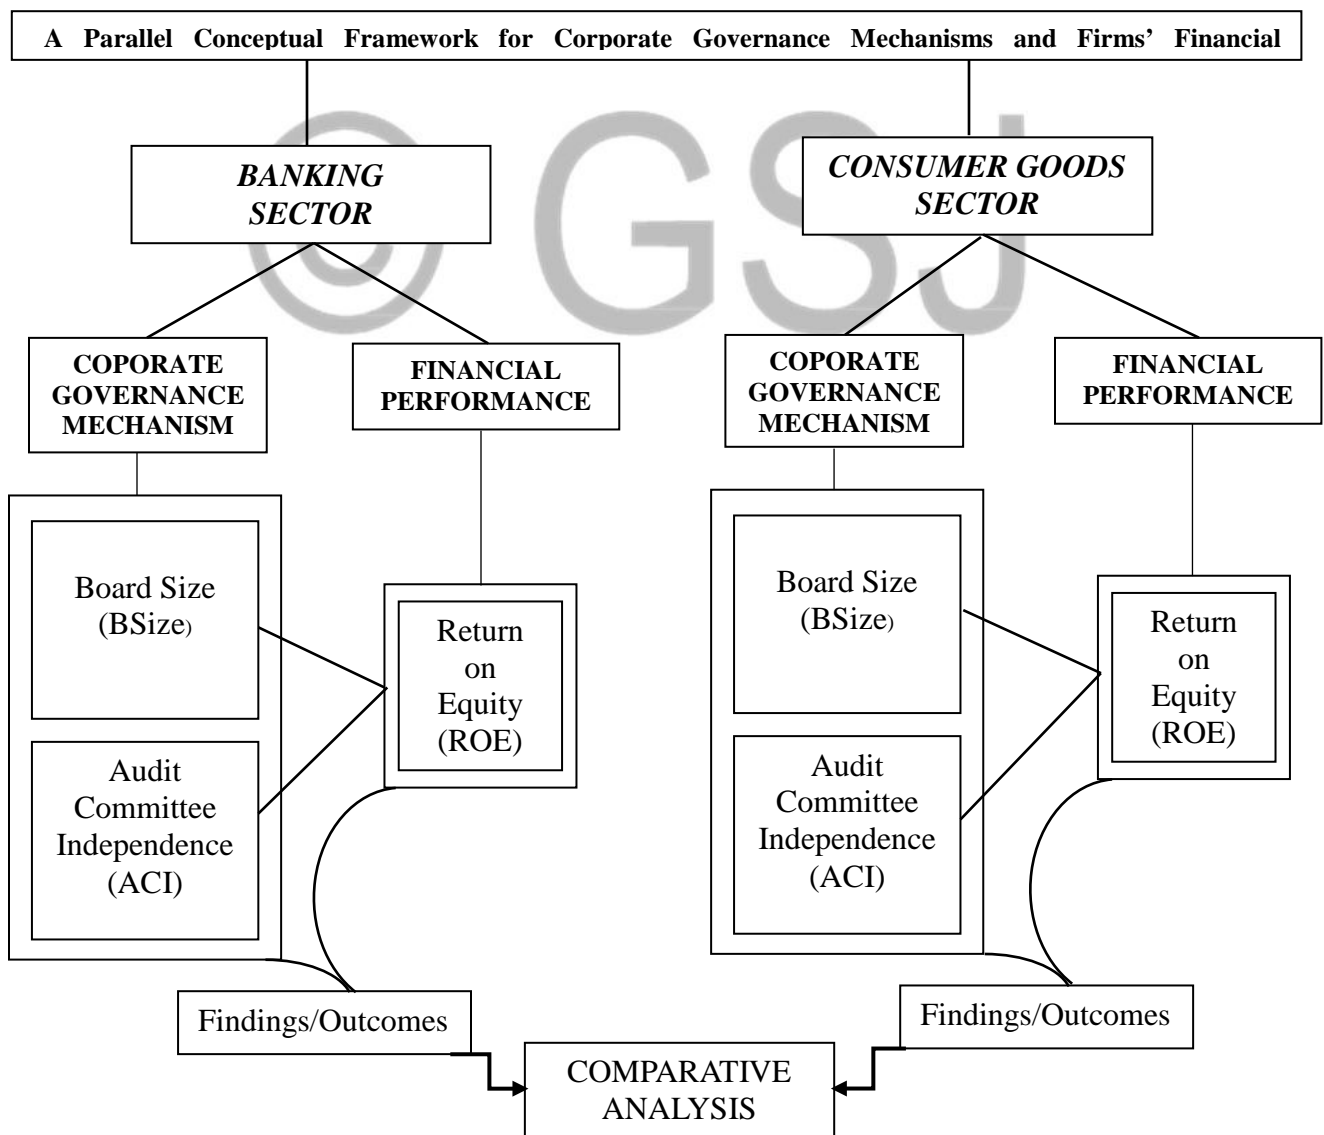 A Parallel Conceptual Framework for Corporate Governance Mechanisms and Firms' Financial
© GSJ
BANKING
SECTOR
CONSUMER GOODS
SECTOR
COPORATE
GOVERNANCE
MECHANISM
FINANCIAL
PERFORMANCE
COPORATE
GOVERNANCE
MECHANISM
FINANCIAL
PERFORMANCE
Board Size
(BSize)
Return
on
Equity
(ROE)
Audit
Committee
Independence
(ACI)
Board Size
(BSize)
Return
on
Equity
(ROE)
Audit
Committee
Independence
(ACI)
Findings/Outcomes
Findings/Outcomes
COMPARATIVE
ANALYSIS